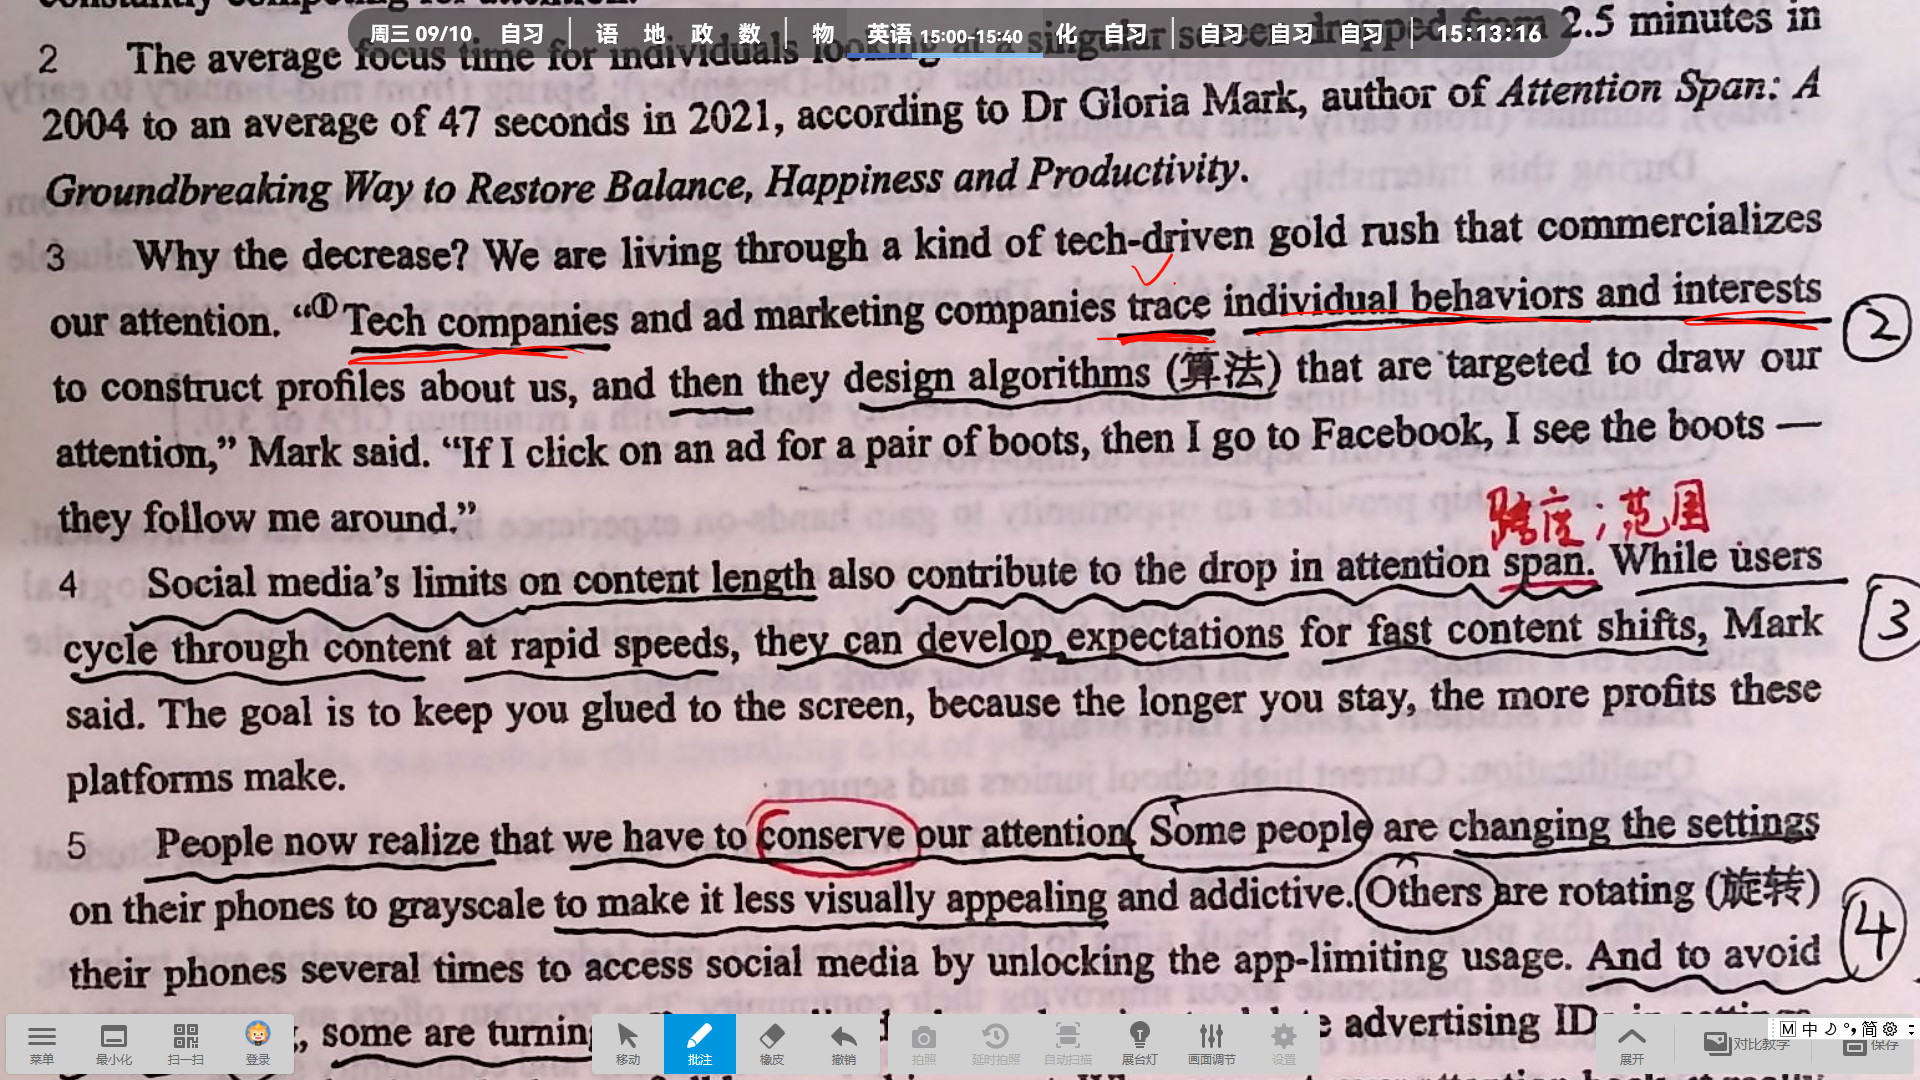 周三 09/10 自习 语 地 政 数 物 英语 15:00-15:40 化 自习 自习 自习 自习 15:13:16
2 The average focus time for individuals looking at a singular screen dropped from 2.5 minutes in
2004 to an average of 47 seconds in 2021, according to Dr Gloria Mark, author of Attention Span: A
Groundbreaking Way to Restore Balance, Happiness and Productivity.
3 Why the decrease? We are living through a kind of tech-driven gold rush that commercializes
our attention. “①Tech companies and ad marketing companies trace individual behaviors and interests
②
to construct profiles about us, and then they design algorithms (算法) that are targeted to draw our
attention,” Mark said. “If I click on an ad for a pair of boots, then I go to Facebook, I see the boots —
they follow me around.”
跨度；范围
4 Social media’s limits on content length also contribute to the drop in attention span. While users
cycle through content at rapid speeds, they can develop expectations for fast content shifts, Mark
3
said. The goal is to keep you glued to the screen, because the longer you stay, the more profits these
platforms make.
5 People now realize that we have to conserve our attention. Some people are changing the settings
on their phones to grayscale to make it less visually appealing and addictive. Others are rotating (旋转)
④
their phones several times to access social media by unlocking the app-limiting usage. And to avoid
some are turning advertising
菜单 最小化 扫一扫 登录 移动 批注 橡皮 撤销 拍照 延时拍照 自动扫描 展台灯 画面调节 设置 展开 对比教学 保存
M 中 简